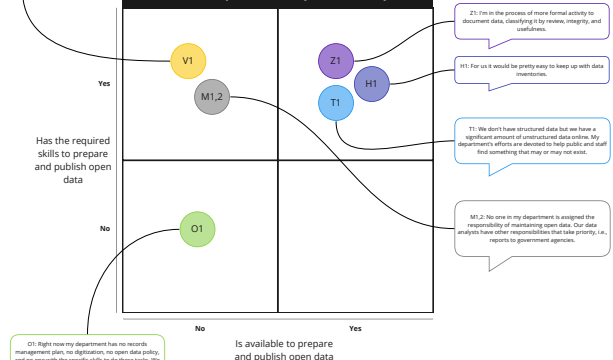 Z1: I'm in the process of more formal activity to
document data, classifying it by review, integrity, and
usefulness.
V1
Z1
H1
H1: For us it would be pretty easy to keep up with data
inventories.
Yes
M1,2
T1
Has the required
skills to prepare
and publish open
data
T1: We don't have structured data but we have a
significant amount of unstructured data online. My
department's efforts are devoted to help public and staff
find something that may or may not exist.
M1,2: No one in my department is assigned the
responsibility of maintaining open data. Our data
analysts have other responsibilities that take priority, i.e.,
reports to government agencies.
No
O1
No
Yes
Is available to prepare
and publish open data
O1: Right now my department has no records
management plan, no digitization, no open data policy,